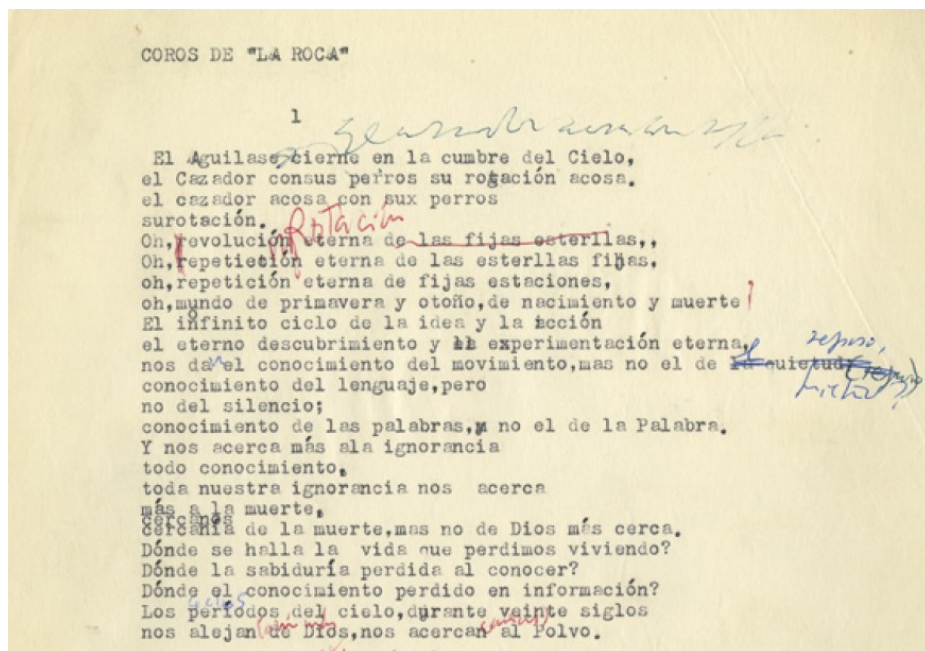 COROS DE "LA ROCA"
1
El Aguilase cierne en la cumbre del Cielo,
el Cazador consus perros su rotación acosa.
el cazador acosa con sux perros
surotación.
Rotación
Oh,revolución eterna de las fijas esterllas,,
Oh,repetición eterna de las esterllas fijas,
oh,repetición eterna de fijas estaciones,
oh,mundo de primavera y otoño,de nacimiento y muerte!
El infinito ciclo de la idea y la acción
el eterno descubrimiento y la experimentación eterna,
reposo,
nos dan el conocimiento del movimiento,mas no el de la quietud
conocimiento del lenguaje,pero
no del silencio;
conocimiento de las palabras,y no el de la Palabra.
Y nos acerca más ala ignorancia
todo conocimiento,
toda nuestra ignorancia nos acerca
más a la muerte,
cercanos
cercanía de la muerte,mas no de Dios más cerca.
Dónde se halla la vida que perdimos viviendo?
Dónde la sabiduría perdida al conocer?
Dónde el conocimiento perdido en información?
ciclos
Los períodos del cielo,durante veinte siglos
nos alejan de Dios,nos acercan al Polvo.